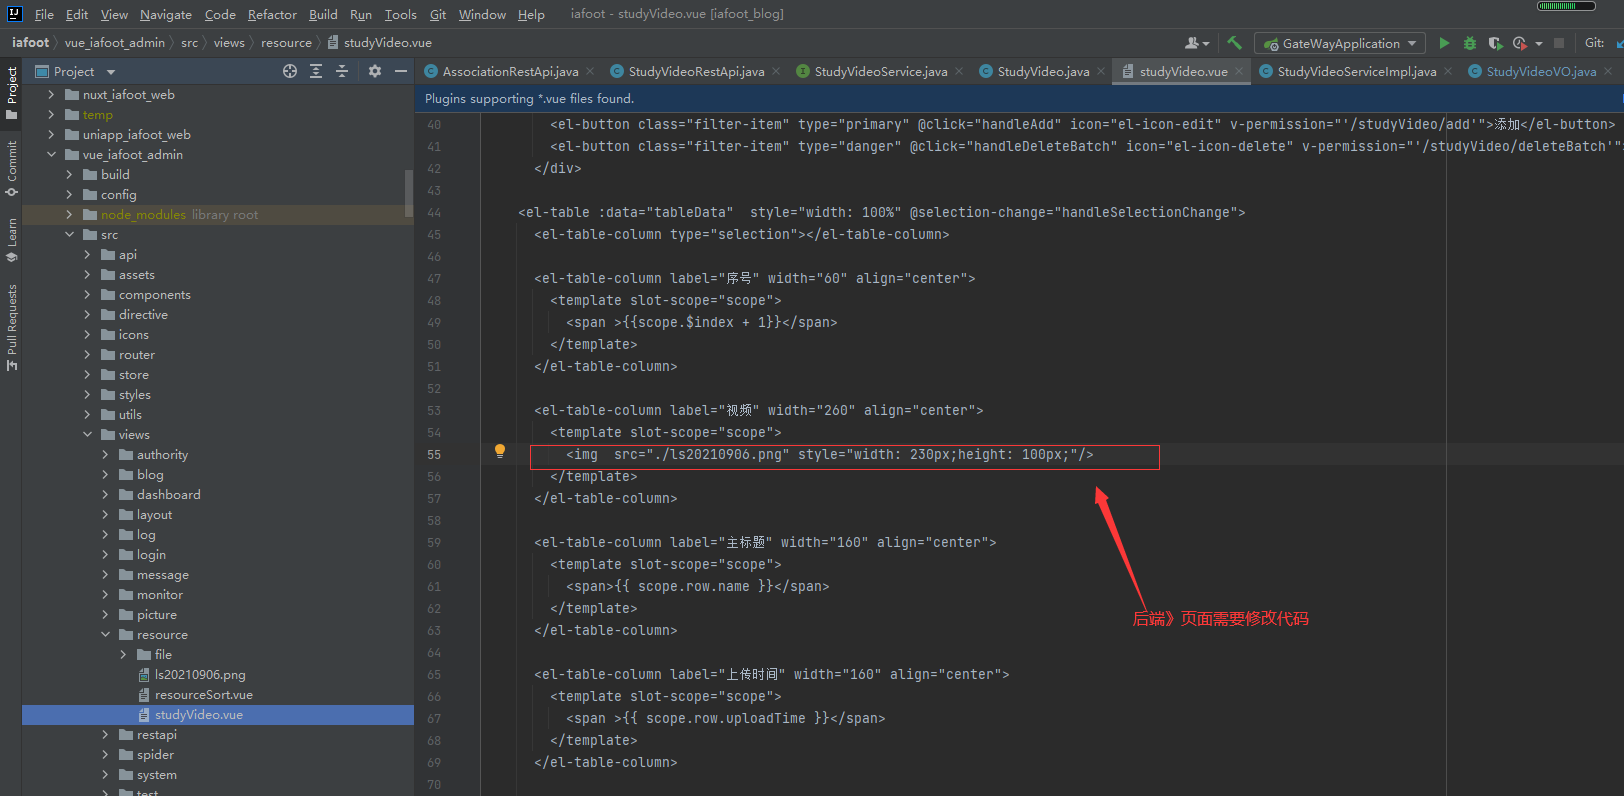 File Edit View Navigate Code Refactor Build Run Tools Git Window Help iafoot - studyVideo.vue [iafoot_blog]
iafoot vue_iafoot_admin src views resource studyVideo.vue GateWayApplication Git:
Project AssociationRestApi.java StudyVideoRestApi.java StudyVideoService.java StudyVideo.java studyVideo.vue StudyVideoServiceImpl.java StudyVideoVO.java
Plugins supporting *.vue files found.
Project
Commit
Learn
Pull Requests
nuxt_iafoot_web
temp
uniapp_iafoot_web
vue_iafoot_admin
build
config
node_modules library root
src
api
assets
components
directive
icons
router
store
styles
utils
views
authority
blog
dashboard
layout
log
login
message
monitor
picture
resource
file
ls20210906.png
resourceSort.vue
studyVideo.vue
restapi
spider
system
test
40 <el-button class="filter-item" type="primary" @click="handleAdd" icon="el-icon-edit" v-permission="'/studyVideo/add'">添加</el-button>
41 <el-button class="filter-item" type="danger" @click="handleDeleteBatch" icon="el-icon-delete" v-permission="'/studyVideo/deleteBatch'"
42 </div>
43
44 <el-table :data="tableData"  style="width: 100%" @selection-change="handleSelectionChange">
45 <el-table-column type="selection"></el-table-column>
46
47 <el-table-column label="序号" width="60" align="center">
48 <template slot-scope="scope">
49 <span >{{scope.$index + 1}}</span>
50 </template>
51 </el-table-column>
52
53 <el-table-column label="视频" width="260" align="center">
54 <template slot-scope="scope">
55 <img  src="./ls20210906.png" style="width: 230px;height: 100px;"/>
56 </template>
57 </el-table-column>
58
59 <el-table-column label="主标题" width="160" align="center">
60 <template slot-scope="scope">
61 <span>{{ scope.row.name }}</span>
62 </template>
63 </el-table-column>
64
65 <el-table-column label="上传时间" width="160" align="center">
66 <template slot-scope="scope">
67 <span >{{ scope.row.uploadTime }}</span>
68 </template>
69 </el-table-column>
70
后端》页面需要修改代码